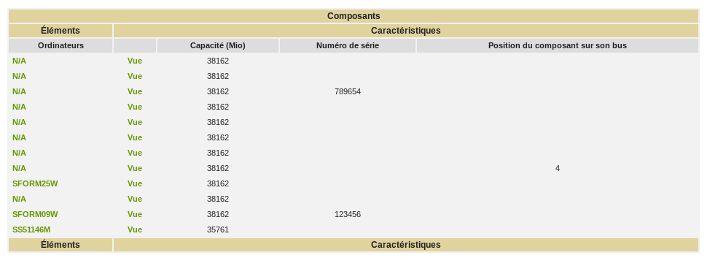 Composants
Éléments Caractéristiques
Ordinateurs Capacité (Mio) Numéro de série Position du composant sur son bus
N/A Vue 38162
N/A Vue 38162
N/A Vue 38162 789654
N/A Vue 38162
N/A Vue 38162
N/A Vue 38162
N/A Vue 38162
N/A Vue 38162 4
SFORM25W Vue 38162
N/A Vue 38162
SFORM09W Vue 38162 123456
SS51146M Vue 35761
Éléments Caractéristiques